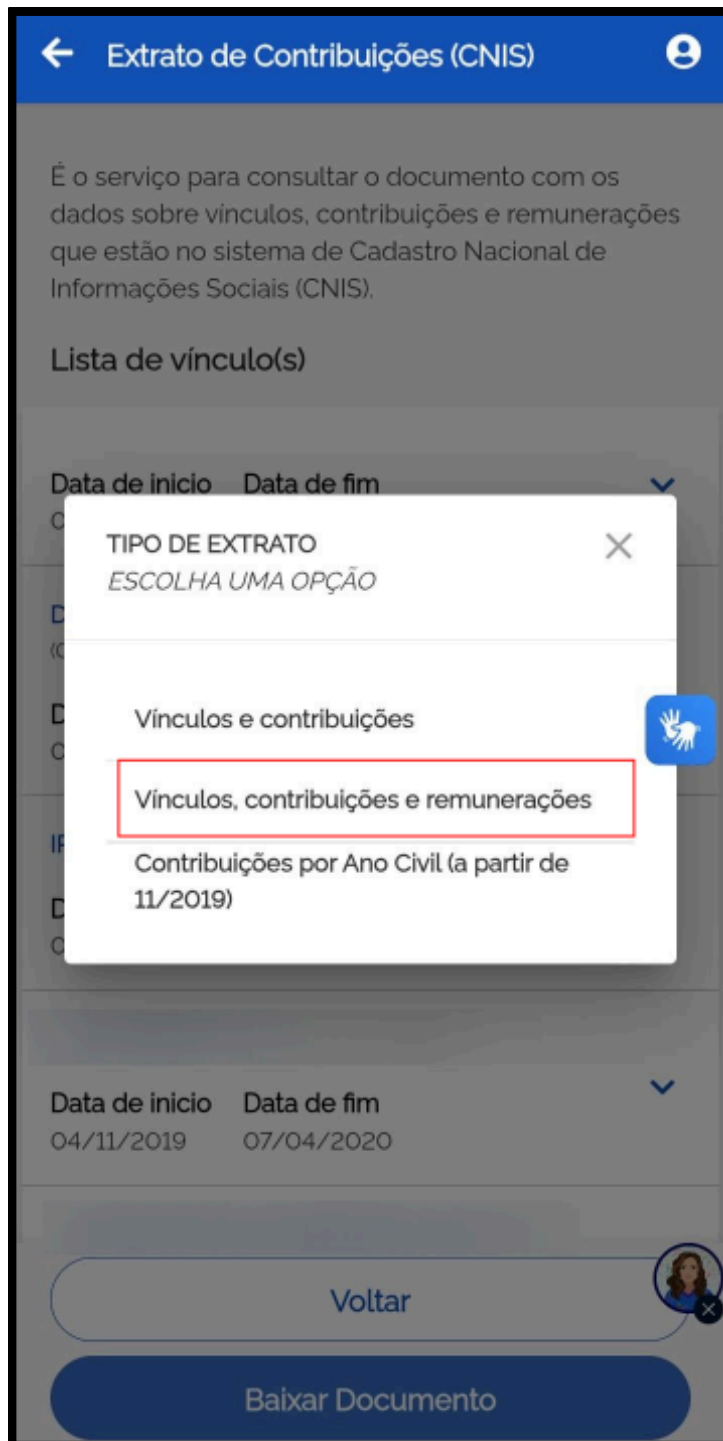 Extrato de Contribuições (CNIS)
É o serviço para consultar o documento com os
dados sobre vínculos, contribuições e remunerações
que estão no sistema de Cadastro Nacional de
Informações Sociais (CNIS).
Lista de vínculo(s)
Data de inicio Data de fim
TIPO DE EXTRATO
ESCOLHA UMA OPÇÃO
Vínculos e contribuições
Vínculos, contribuições e remunerações
Contribuições por Ano Civil (a partir de
11/2019)
Data de inicio Data de fim
04/11/2019 07/04/2020
Voltar
Baixar Documento